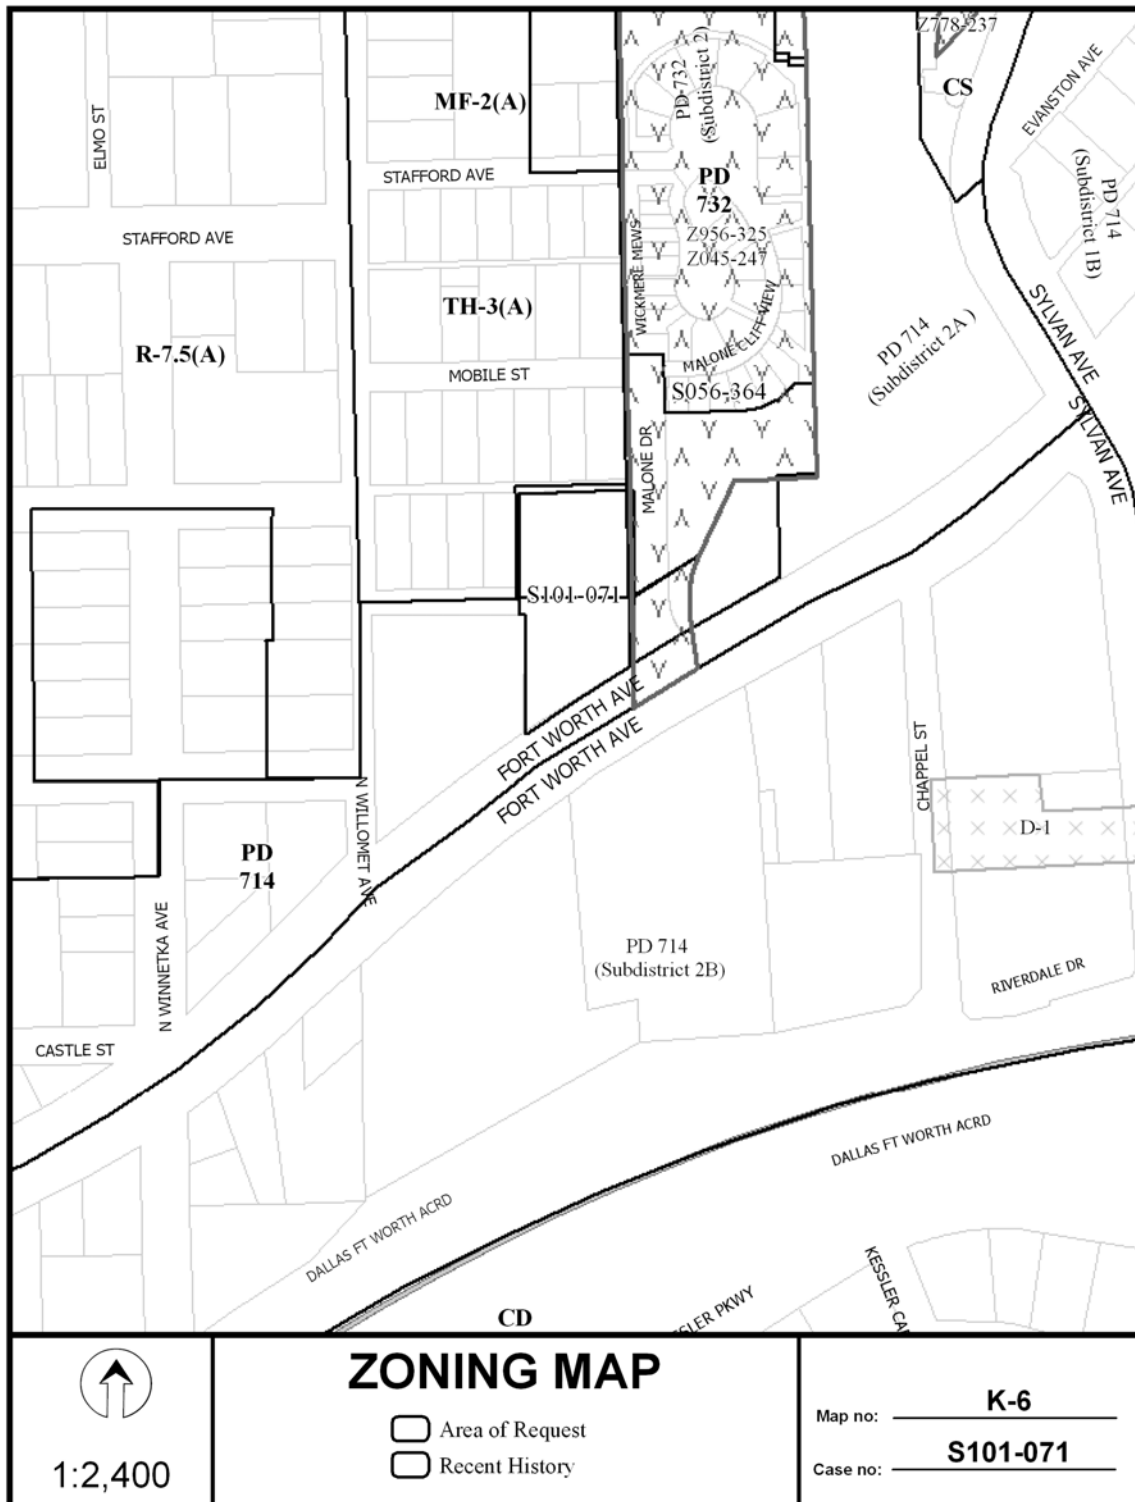 Z778-237
CS
EVANSTON AVE
PD 714
(Subdistrict 1B)
ELMO ST
MF-2(A)
STAFFORD AVE
STAFFORD AVE
PD-732
(Subdistrict 2)
PD
732
Z956-325
Z045-247
WICKMERE MEWS
MALONE CLIFF VIEW
S056-364
MALONE DR
TH-3(A)
R-7.5(A)
MOBILE ST
PD 714
(Subdistrict 2A )
SYLVAN AVE
SYLVAN AVE
S101-071
FORT WORTH AVE
FORT WORTH AVE
CHAPPEL ST
D-1
N WILLOMET AVE
PD
714
N WINNETKA AVE
PD 714
(Subdistrict 2B)
RIVERDALE DR
CASTLE ST
DALLAS FT WORTH ACRD
DALLAS FT WORTH ACRD
CD
SLER PKWY
KESSLER CA
1:2,400
ZONING MAP
Area of Request
Recent History
Map no: K-6
Case no: S101-071